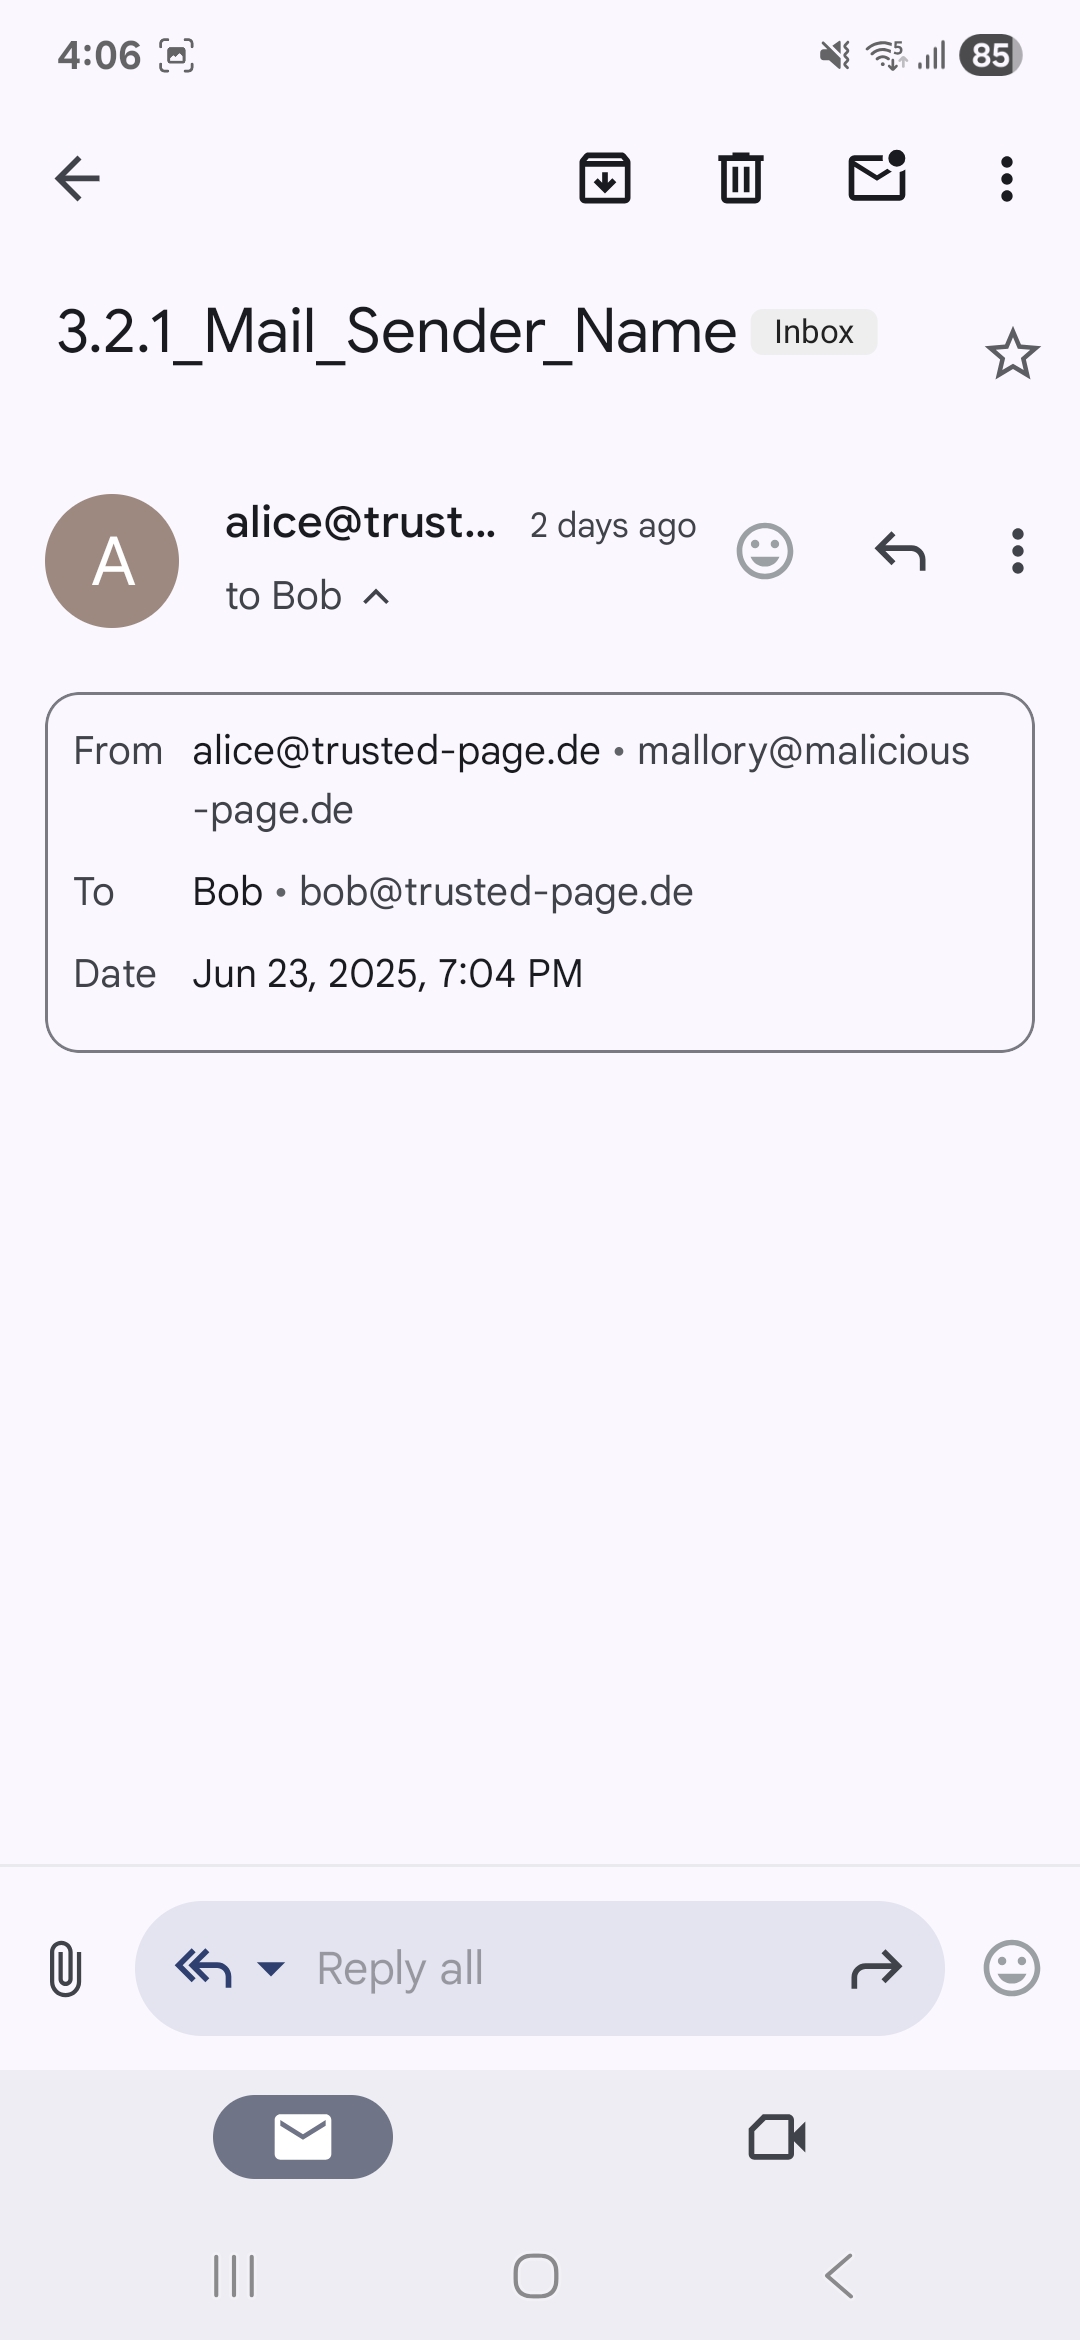 4:06
5
85
3.2.1_Mail_Sender_Name Inbox
A
alice@trust... 2 days ago
to Bob
From alice@trusted-page.de • mallory@malicious
-page.de
To Bob • bob@trusted-page.de
Date Jun 23, 2025, 7:04 PM
Reply all